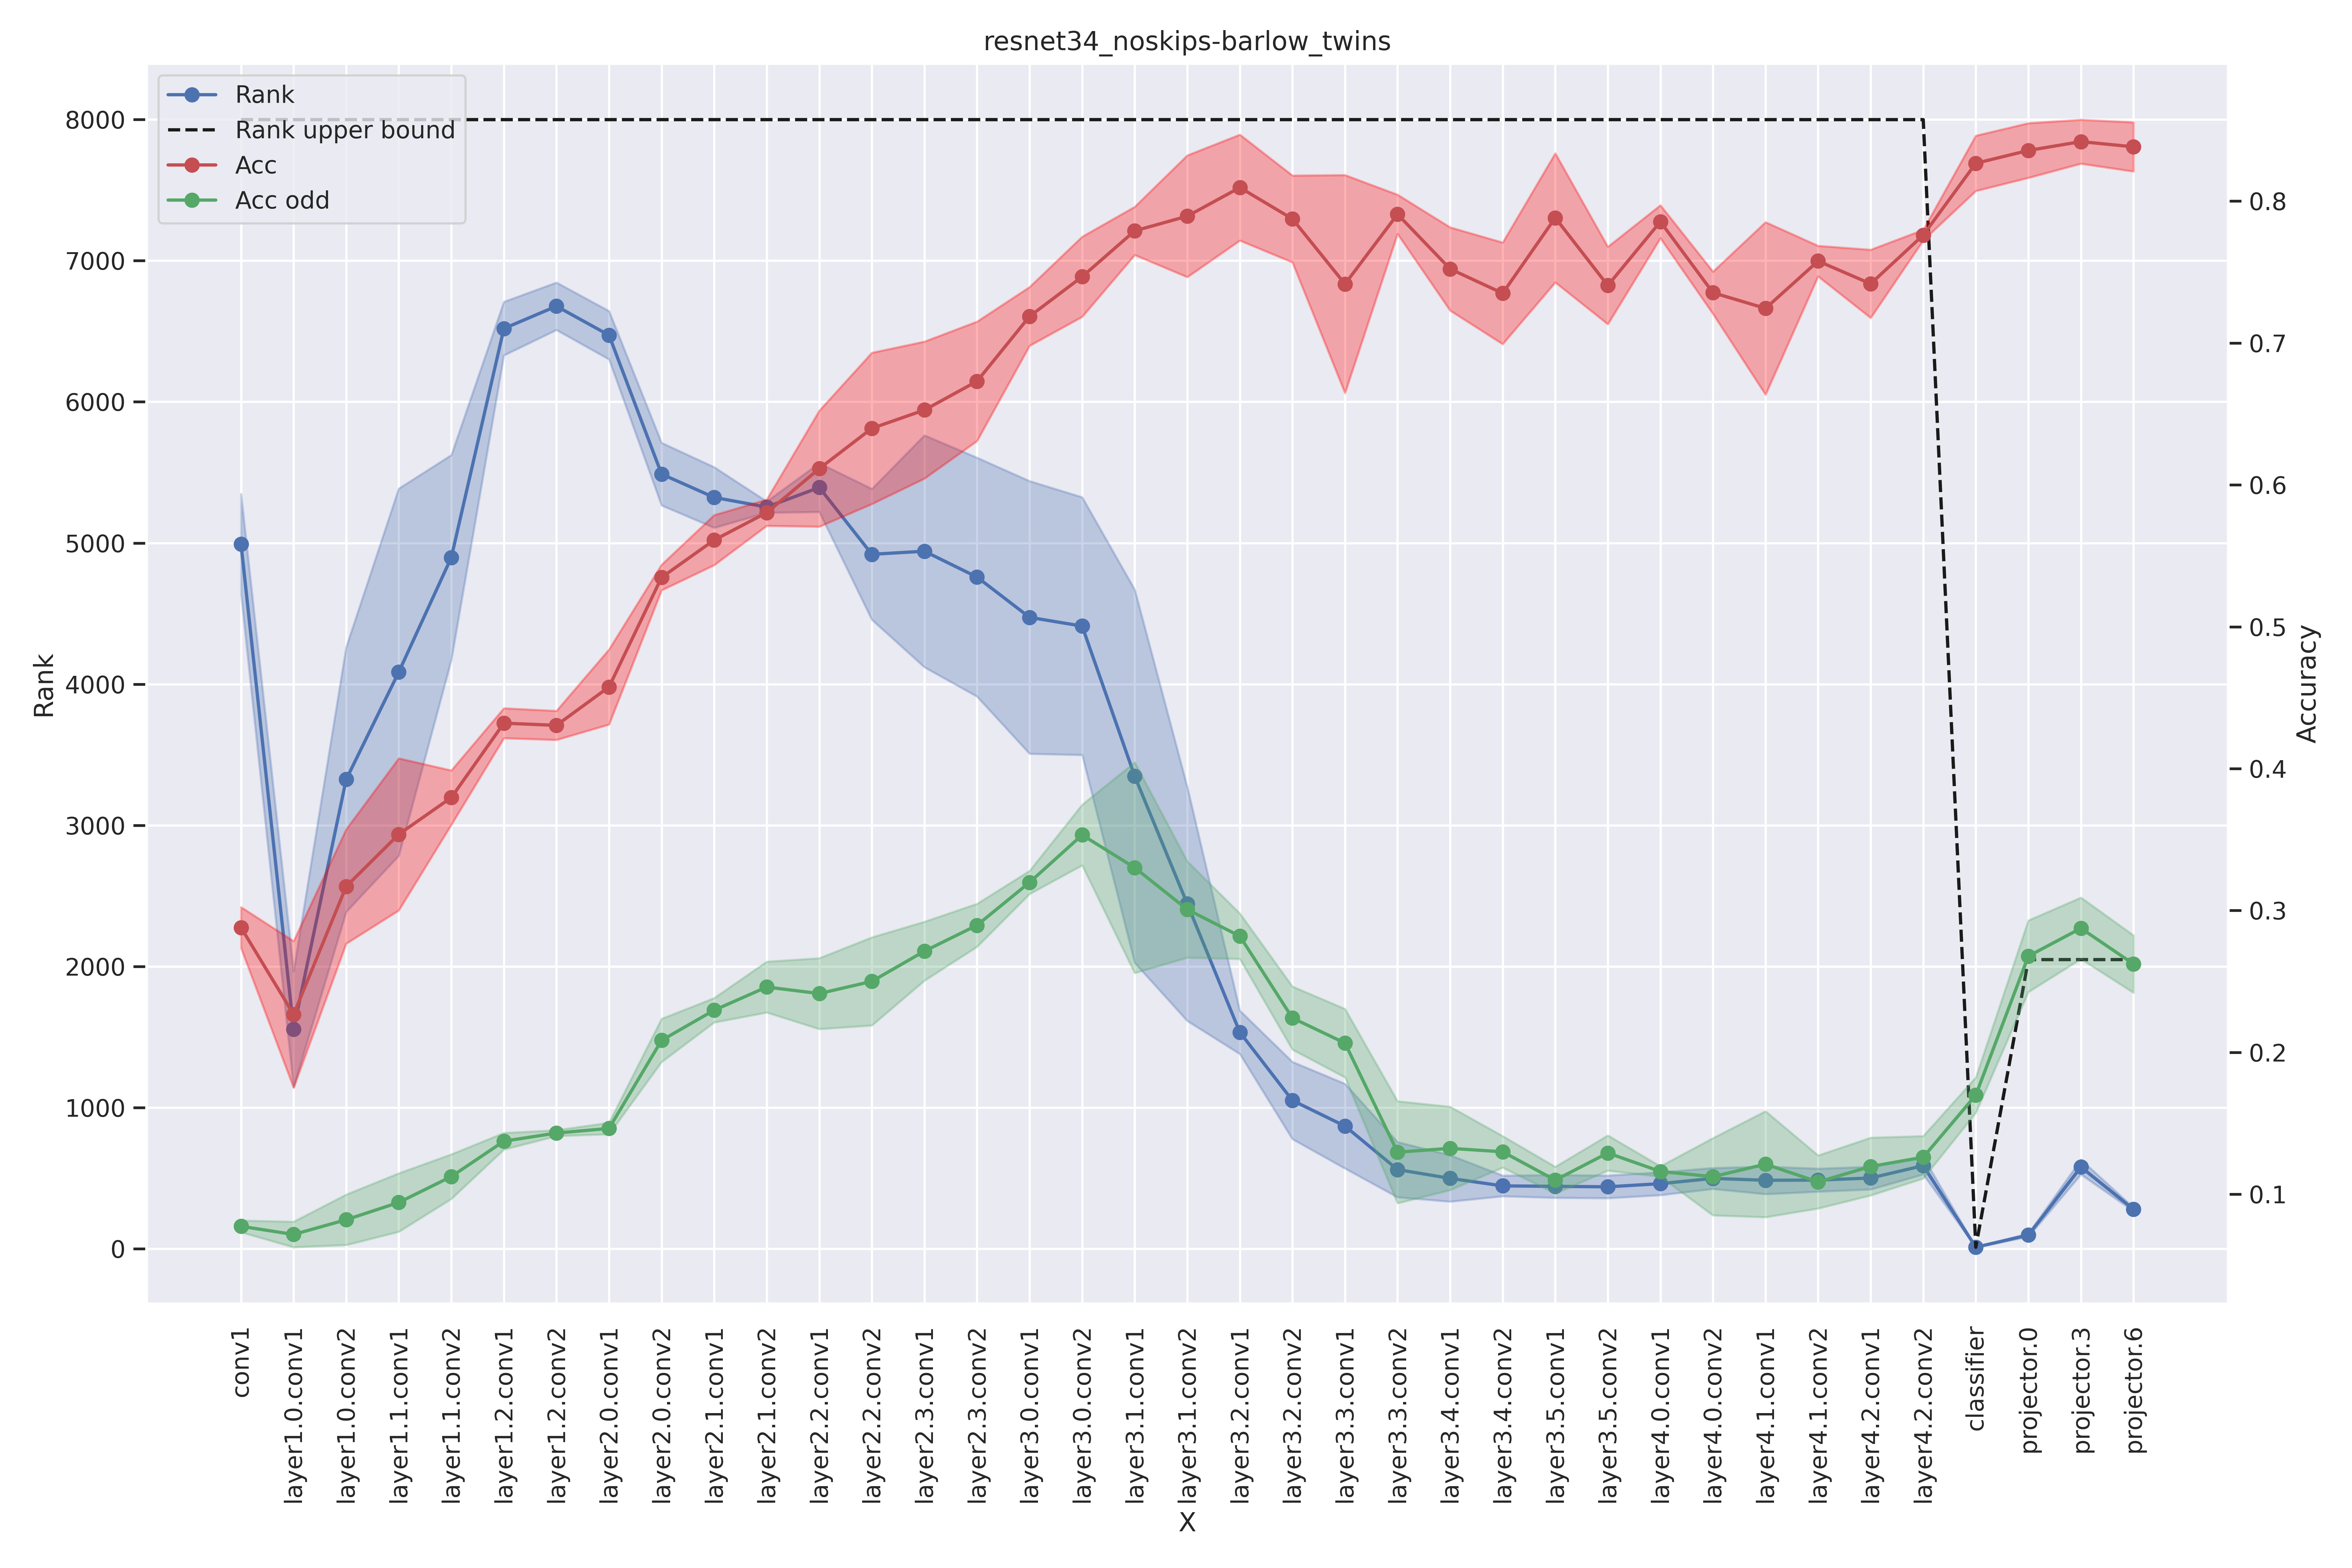 resnet34_noskips-barlow_twins
Rank
Rank upper bound
Acc
Acc odd
8000
7000
6000
5000
4000
3000
2000
1000
0
Rank
0.8
0.7
0.6
0.5
0.4
0.3
0.2
0.1
Accuracy
conv1
layer1.0.conv1
layer1.0.conv2
layer1.1.conv1
layer1.1.conv2
layer1.2.conv1
layer1.2.conv2
layer2.0.conv1
layer2.0.conv2
layer2.1.conv1
layer2.1.conv2
layer2.2.conv1
layer2.2.conv2
layer2.3.conv1
layer2.3.conv2
layer3.0.conv1
layer3.0.conv2
layer3.1.conv1
layer3.1.conv2
layer3.2.conv1
layer3.2.conv2
layer3.3.conv1
layer3.3.conv2
layer3.4.conv1
layer3.4.conv2
layer3.5.conv1
layer3.5.conv2
layer4.0.conv1
layer4.0.conv2
layer4.1.conv1
layer4.1.conv2
layer4.2.conv1
layer4.2.conv2
classifier
projector.0
projector.3
projector.6
X